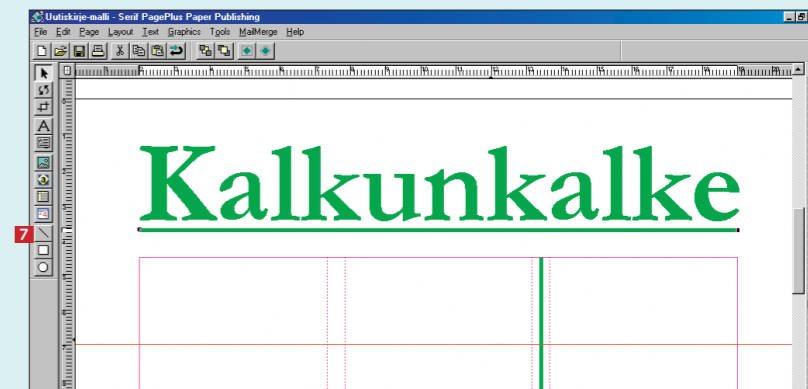 Uutiskirje-malli - Serif PagePlus Paper Publishing
File Edit Page Layout Text Graphics Tools MailMerge Help
Kalkunkalke
7